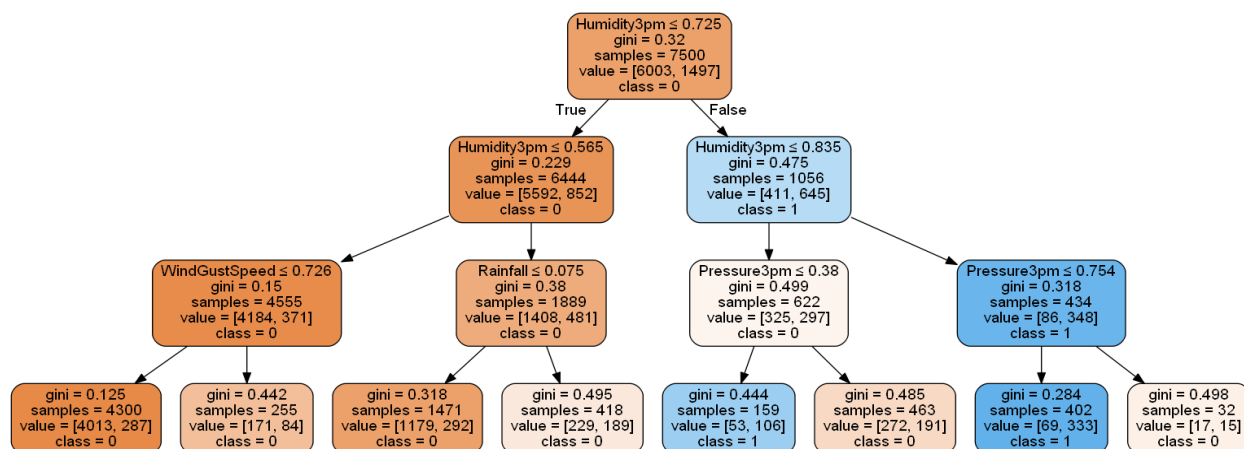 Humidity3pm ≤ 0.725
gini = 0.32
samples = 7500
value = [6003, 1497]
class = 0
True
False
Humidity3pm ≤ 0.565
gini = 0.229
samples = 6444
value = [5592, 852]
class = 0
Humidity3pm ≤ 0.835
gini = 0.475
samples = 1056
value = [411, 645]
class = 1
WindGustSpeed ≤ 0.726
gini = 0.15
samples = 4555
value = [4184, 371]
class = 0
Rainfall ≤ 0.075
gini = 0.38
samples = 1889
value = [1408, 481]
class = 0
Pressure3pm ≤ 0.38
gini = 0.499
samples = 622
value = [325, 297]
class = 0
Pressure3pm ≤ 0.754
gini = 0.318
samples = 434
value = [86, 348]
class = 1
gini = 0.125
samples = 4300
value = [4013, 287]
class = 0
gini = 0.442
samples = 255
value = [171, 84]
class = 0
gini = 0.318
samples = 1471
value = [1179, 292]
class = 0
gini = 0.495
samples = 418
value = [229, 189]
class = 0
gini = 0.444
samples = 159
value = [53, 106]
class = 1
gini = 0.485
samples = 463
value = [272, 191]
class = 0
gini = 0.284
samples = 402
value = [69, 333]
class = 1
gini = 0.498
samples = 32
value = [17, 15]
class = 0